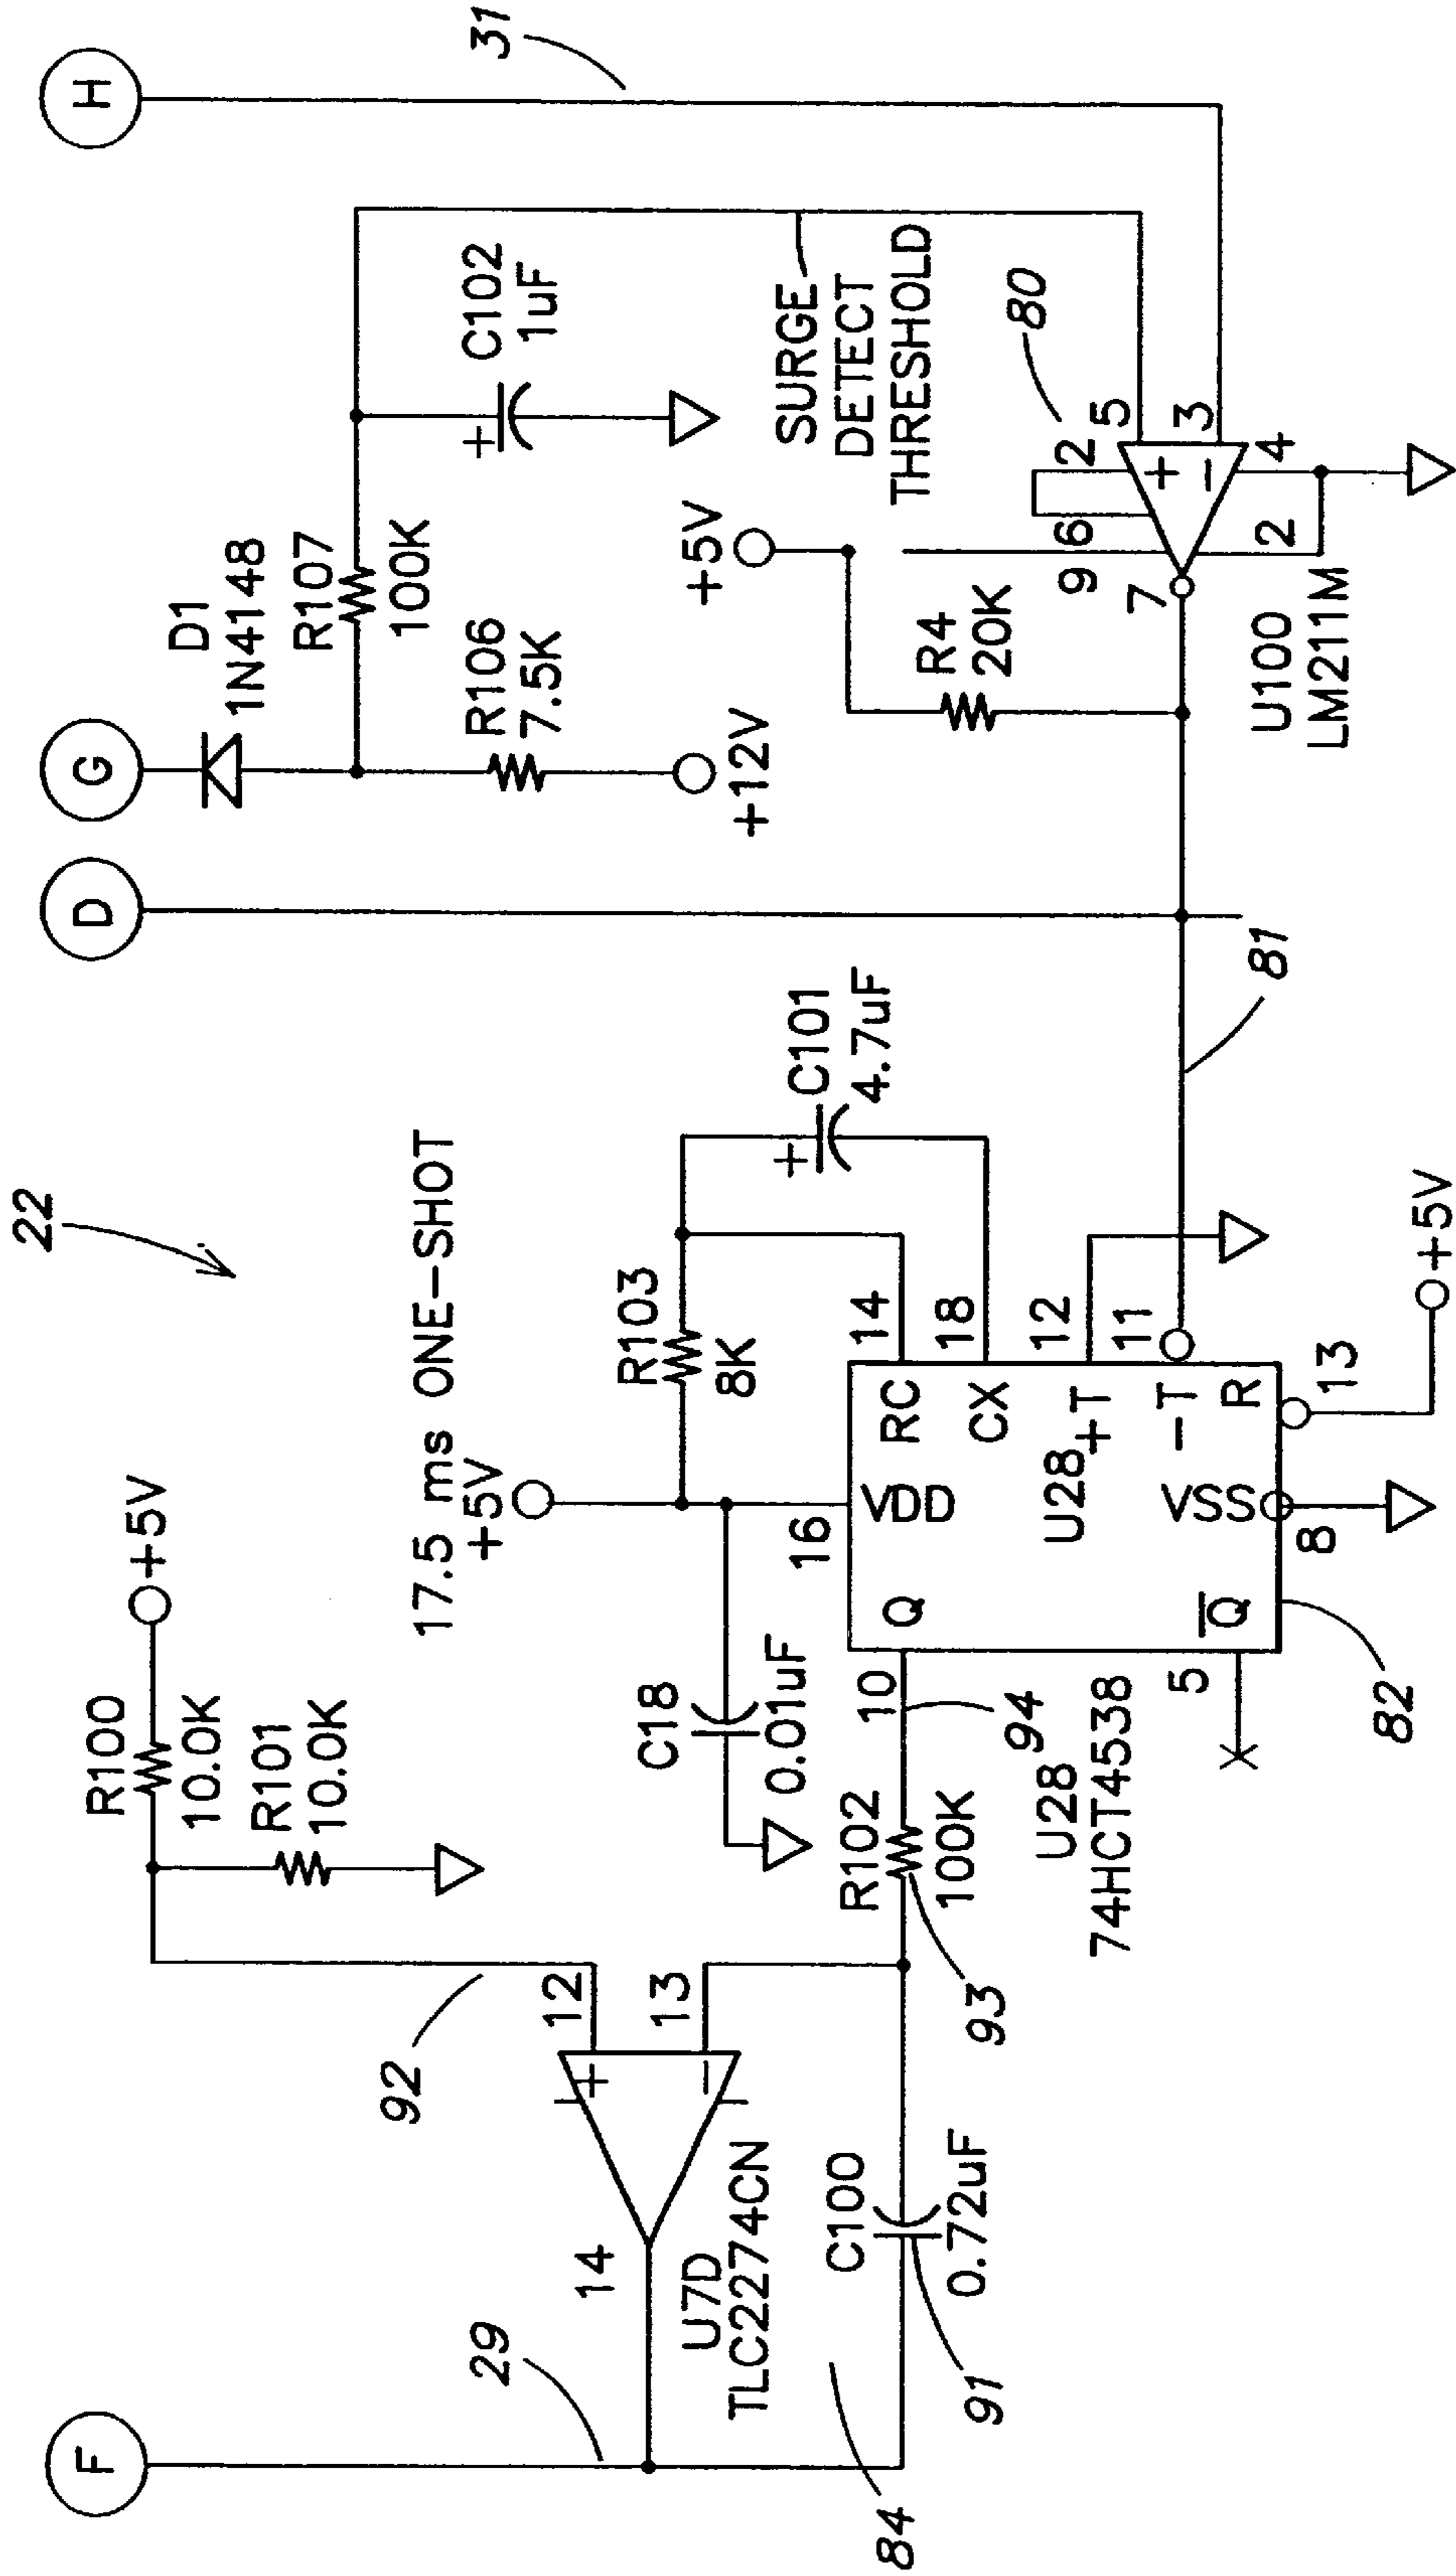 22
F
D
G
H
29
92
R100
10.0K
+5V
R101
10.0K
12
13
14
U7D
TLC2274CN
84
C100
0.72uF
91
93
R102
100K
94
10
C18
0.01uF
17.5 ms ONE-SHOT
+5V
R103
8K
C101
4.7uF
+
16
14
18
12
11
13
8
5
VDD
RC
CX
Q
U28
+T
-T
R
VSS
Q̅
U28
74HCT4538
82
+5V
81
D1
1N4148
R107
100K
R106
7.5K
+12V
C102
1uF
+
31
SURGE
DETECT
THRESHOLD
+5V
R4
20K
80
2
6
9
7
5
3
4
2
+
-
U100
LM211M
+
-